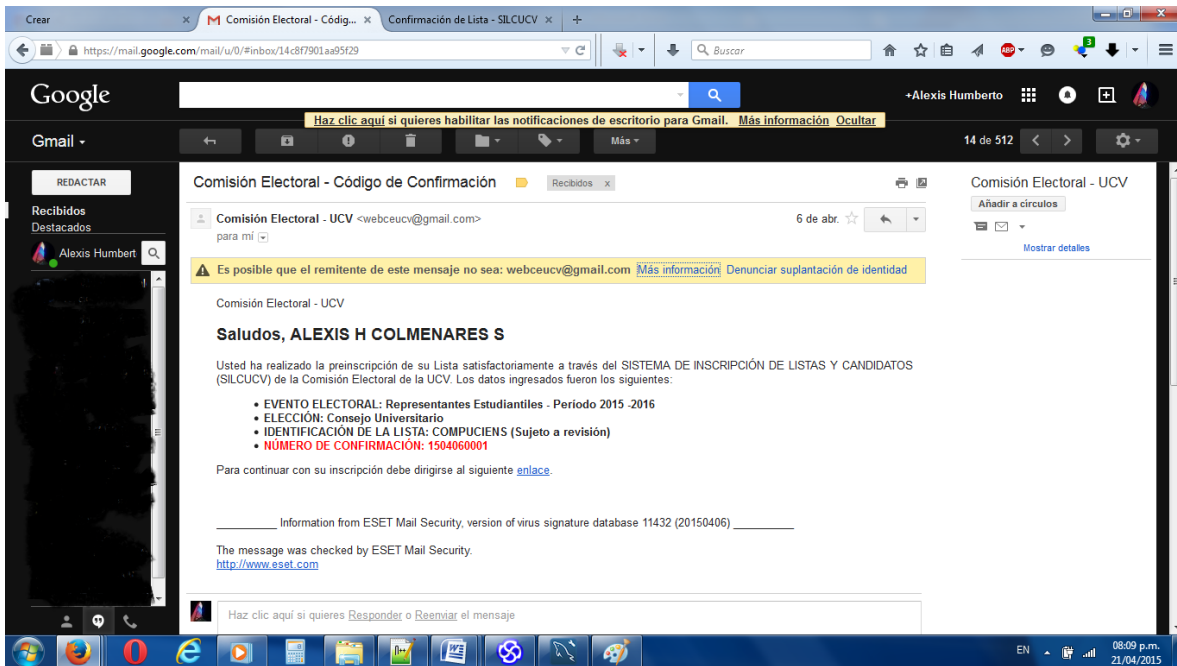 Crear
Comisión Electoral - Códig...
Confirmación de Lista - SILCUCV
https://mail.google.com/mail/u/0/#inbox/14c8f7901aa95f29
Buscar
ABP
3
Google
+Alexis Humberto
Haz clic aquí si quieres habilitar las notificaciones de escritorio para Gmail. Más información Ocultar
Gmail
Más
14 de 512
REDACTAR
Comisión Electoral - Código de Confirmación
Recibidos x
Comisión Electoral - UCV
Añadir a círculos
Recibidos
Destacados
Comisión Electoral - UCV <webceucv@gmail.com>
6 de abr.
para mí
Mostrar detalles
Alexis Humbert
Es posible que el remitente de este mensaje no sea: webceucv@gmail.com Más información Denunciar suplantación de identidad
Comisión Electoral - UCV
Saludos, ALEXIS H COLMENARES S
Usted ha realizado la preinscripción de su Lista satisfactoriamente a través del SISTEMA DE INSCRIPCIÓN DE LISTAS Y CANDIDATOS
(SILCUCV) de la Comisión Electoral de la UCV. Los datos ingresados fueron los siguientes:
• EVENTO ELECTORAL: Representantes Estudiantiles - Periodo 2015 -2016
• ELECCIÓN: Consejo Universitario
• IDENTIFICACIÓN DE LA LISTA: COMPUCIENS (Sujeto a revisión)
• NÚMERO DE CONFIRMACIÓN: 1504060001
Para continuar con su inscripción debe dirigirse al siguiente enlace.
__________ Information from ESET Mail Security, version of virus signature database 11432 (20150406) __________
The message was checked by ESET Mail Security.
http://www.eset.com
Haz clic aquí si quieres Responder o Reenviar el mensaje
EN
08:09 p.m.
21/04/2015